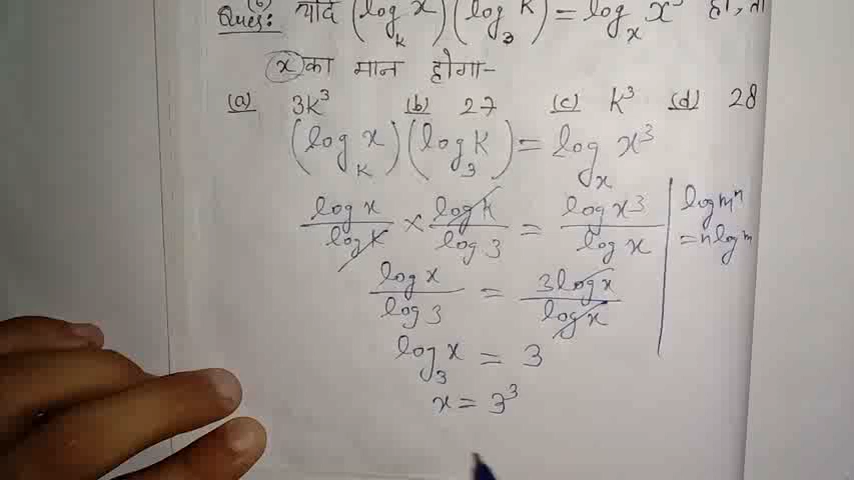 Ques: यदि (log_k x)(log_3 k) = log_x x³ हो, तो
x का मान होगा-
(a) 3k³ (b) 27 (c) k³ (d) 28
(log_k x)(log_3 k) = log_x x³
log x / log k × log k / log 3 = log x3 / log x
log mⁿ
= n log m
log x / log 3 = 3 log x / log x
log_3 x = 3
x = 3³